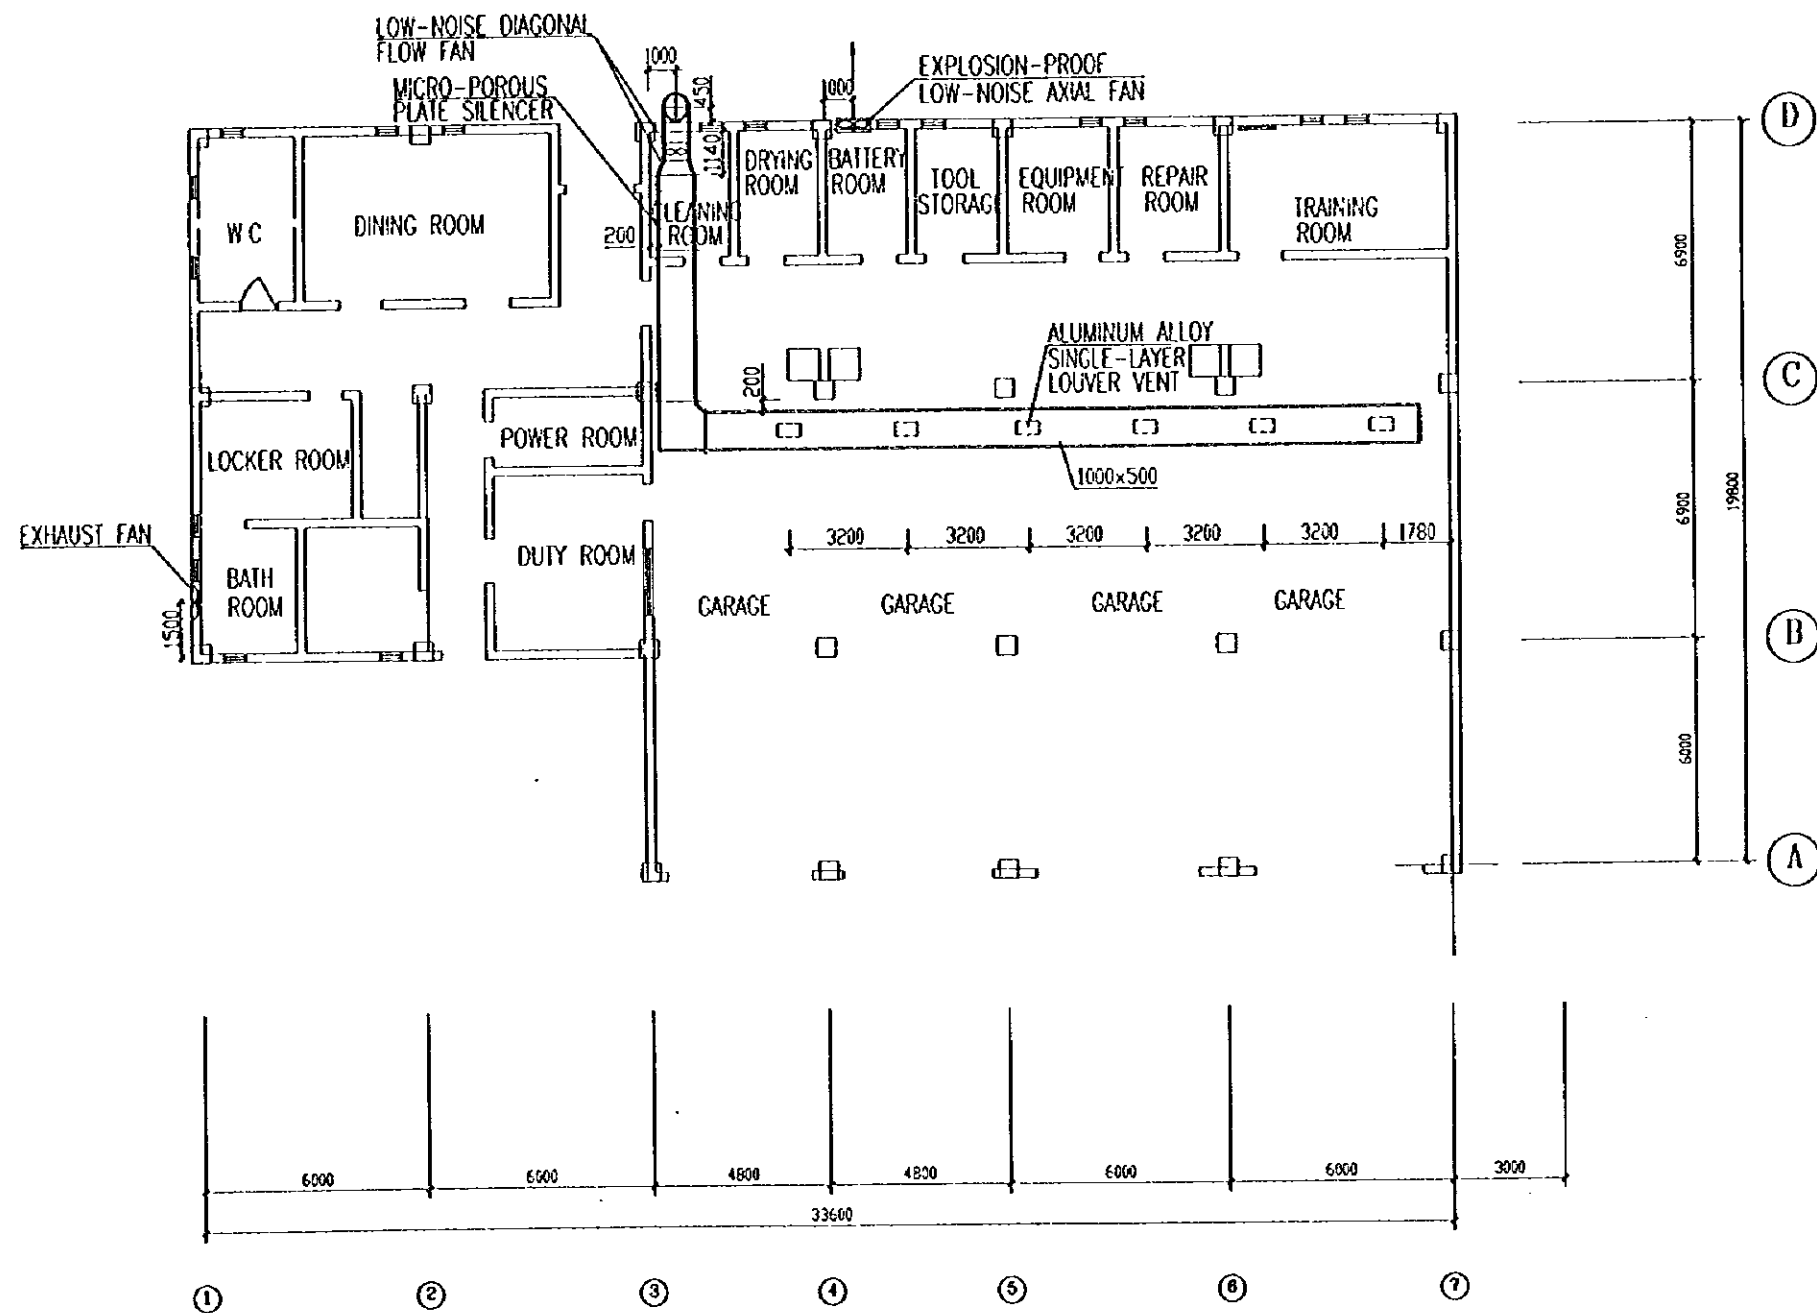 LOW-NOISE DIAGONAL
FLOW FAN
MICRO-POROUS
PLATE SILENCER
1000
1450
1000
EXPLOSION-PROOF
LOW-NOISE AXIAL FAN
D
1140
DRYING
ROOM
BATTERY
ROOM
TOOL
STORAGE
EQUIPMENT
ROOM
REPAIR
ROOM
TRAINING
ROOM
WC
DINING ROOM
CLEANING
ROOM
200
6900
ALUMINUM ALLOY
SINGLE-LAYER
LOUVER VENT
200
C
POWER ROOM
LOCKER ROOM
1000x500
6900
19800
EXHAUST FAN
3200
3200
3200
3200
3200
1780
DUTY ROOM
BATH
ROOM
1500
GARAGE
GARAGE
GARAGE
GARAGE
B
6000
A
6000
6000
4800
4800
6000
6000
3000
33600
1
2
3
4
5
6
7